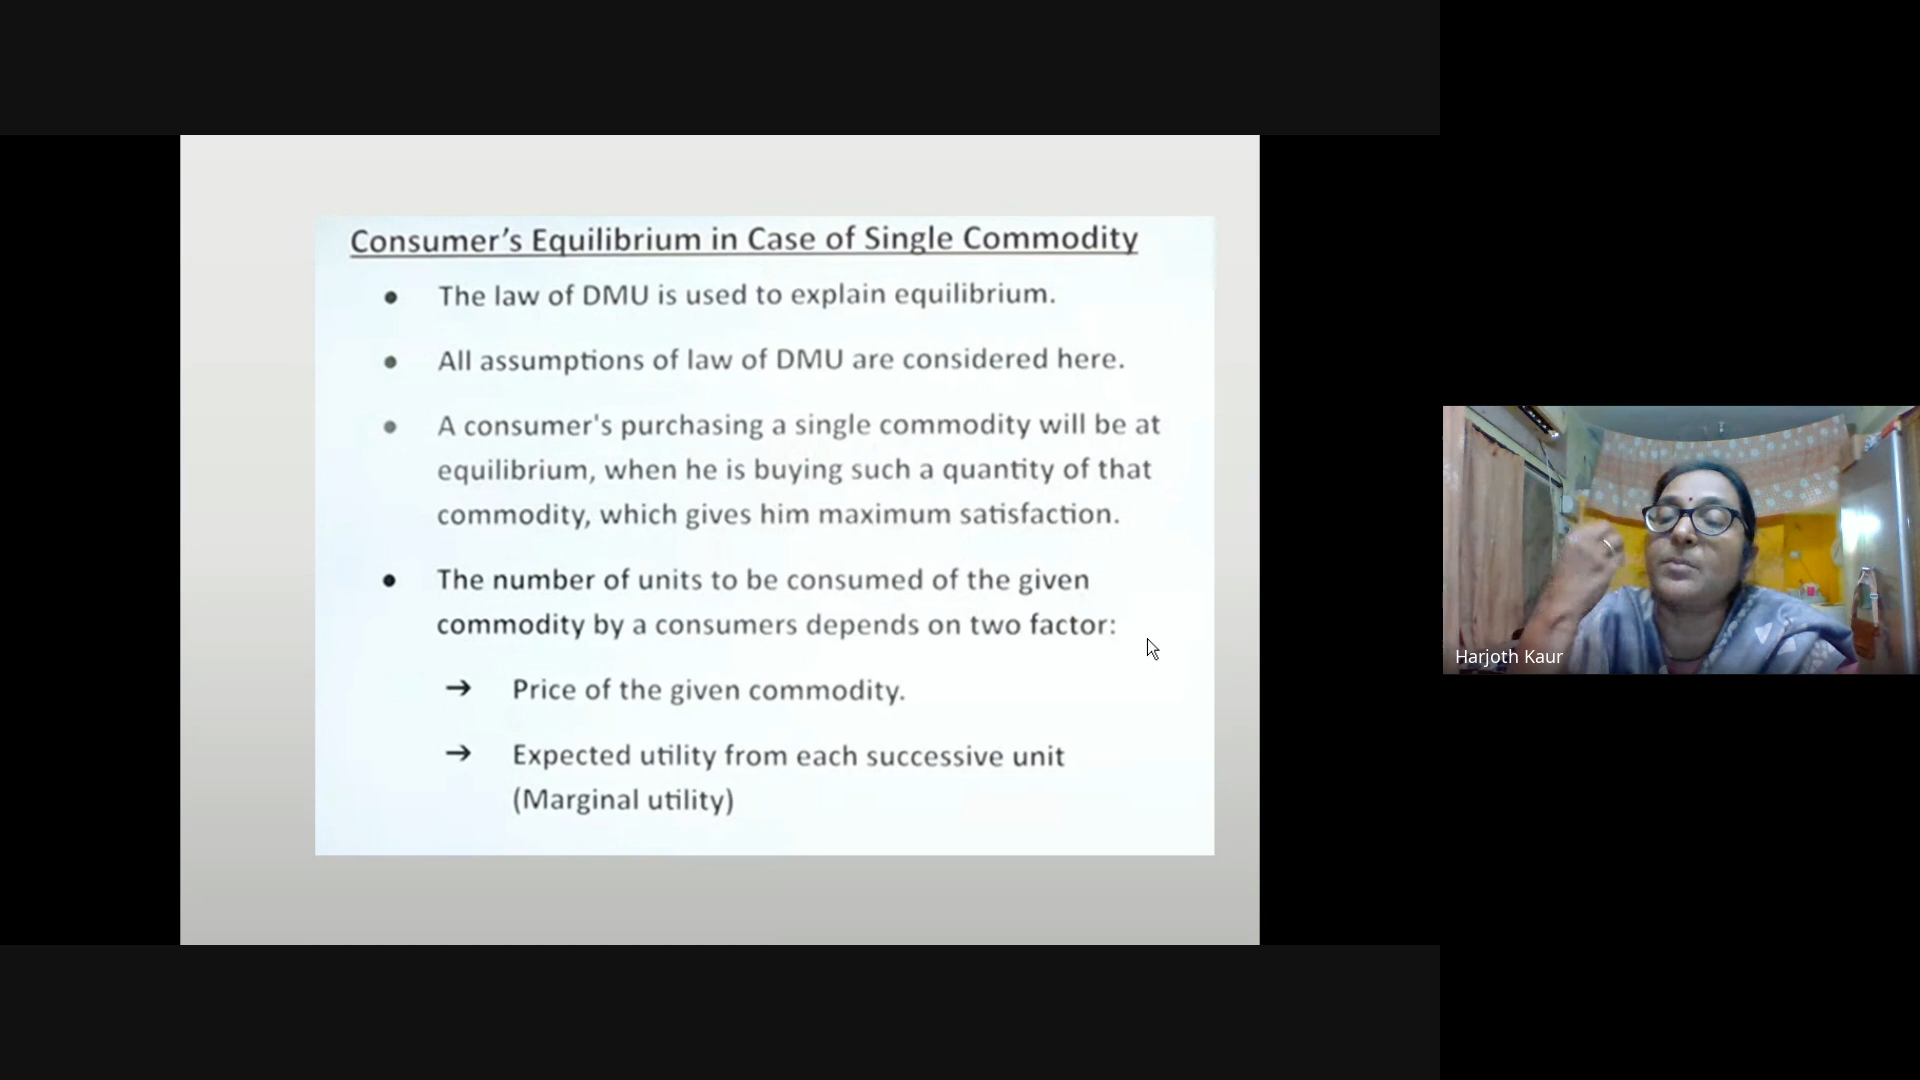 Consumer's Equilibrium in Case of Single Commodity
● The law of DMU is used to explain equilibrium.
● All assumptions of law of DMU are considered here.
● A consumer's purchasing a single commodity will be at
equilibrium, when he is buying such a quantity of that
commodity, which gives him maximum satisfaction.
● The number of units to be consumed of the given
commodity by a consumers depends on two factor:
→ Price of the given commodity.
→ Expected utility from each successive unit
(Marginal utility)
Harjoth Kaur